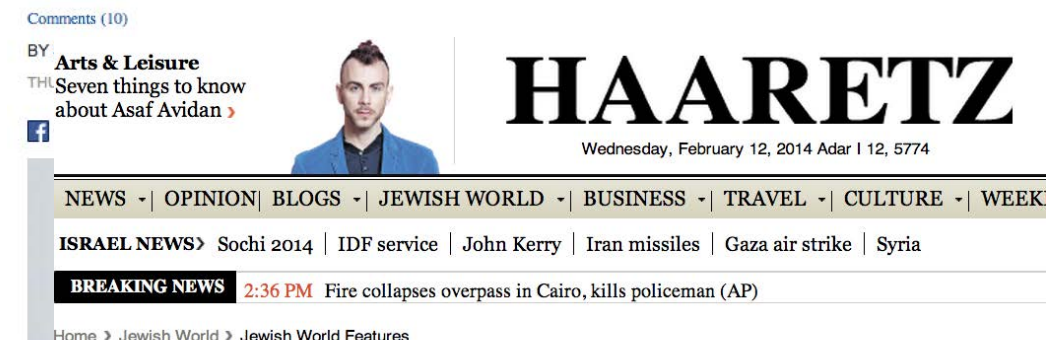 Comments (10)
BY
THU
Arts & Leisure
Seven things to know
about Asaf Avidan ›
HAARETZ
Wednesday, February 12, 2014 Adar I 12, 5774
NEWS | OPINION | BLOGS | JEWISH WORLD | BUSINESS | TRAVEL | CULTURE | WEEK
ISRAEL NEWS› Sochi 2014 | IDF service | John Kerry | Iran missiles | Gaza air strike | Syria
BREAKING NEWS 2:36 PM Fire collapses overpass in Cairo, kills policeman (AP)
Home › Jewish World › Jewish World Features